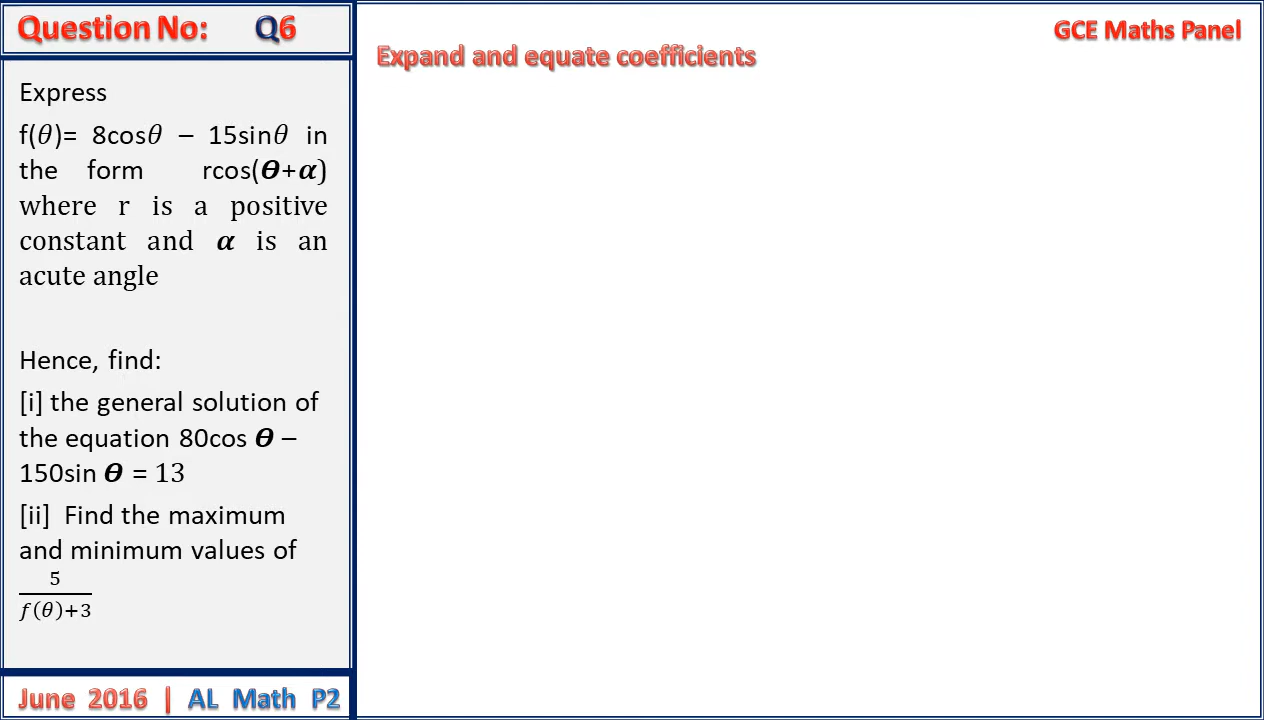 Question No: Q6
GCE Maths Panel
Expand and equate coefficients
Express
f(𝜃)= 8cos𝜃 – 15sin𝜃 in
the form rcos(𝜭+𝜶)
where r is a positive
constant and 𝜶 is an
acute angle
Hence, find:
[i] the general solution of
the equation 80cos 𝜭 –
150sin 𝜭 = 13
[ii] Find the maximum
and minimum values of
5
f(𝜃)+3
June 2016 | AL Math P2